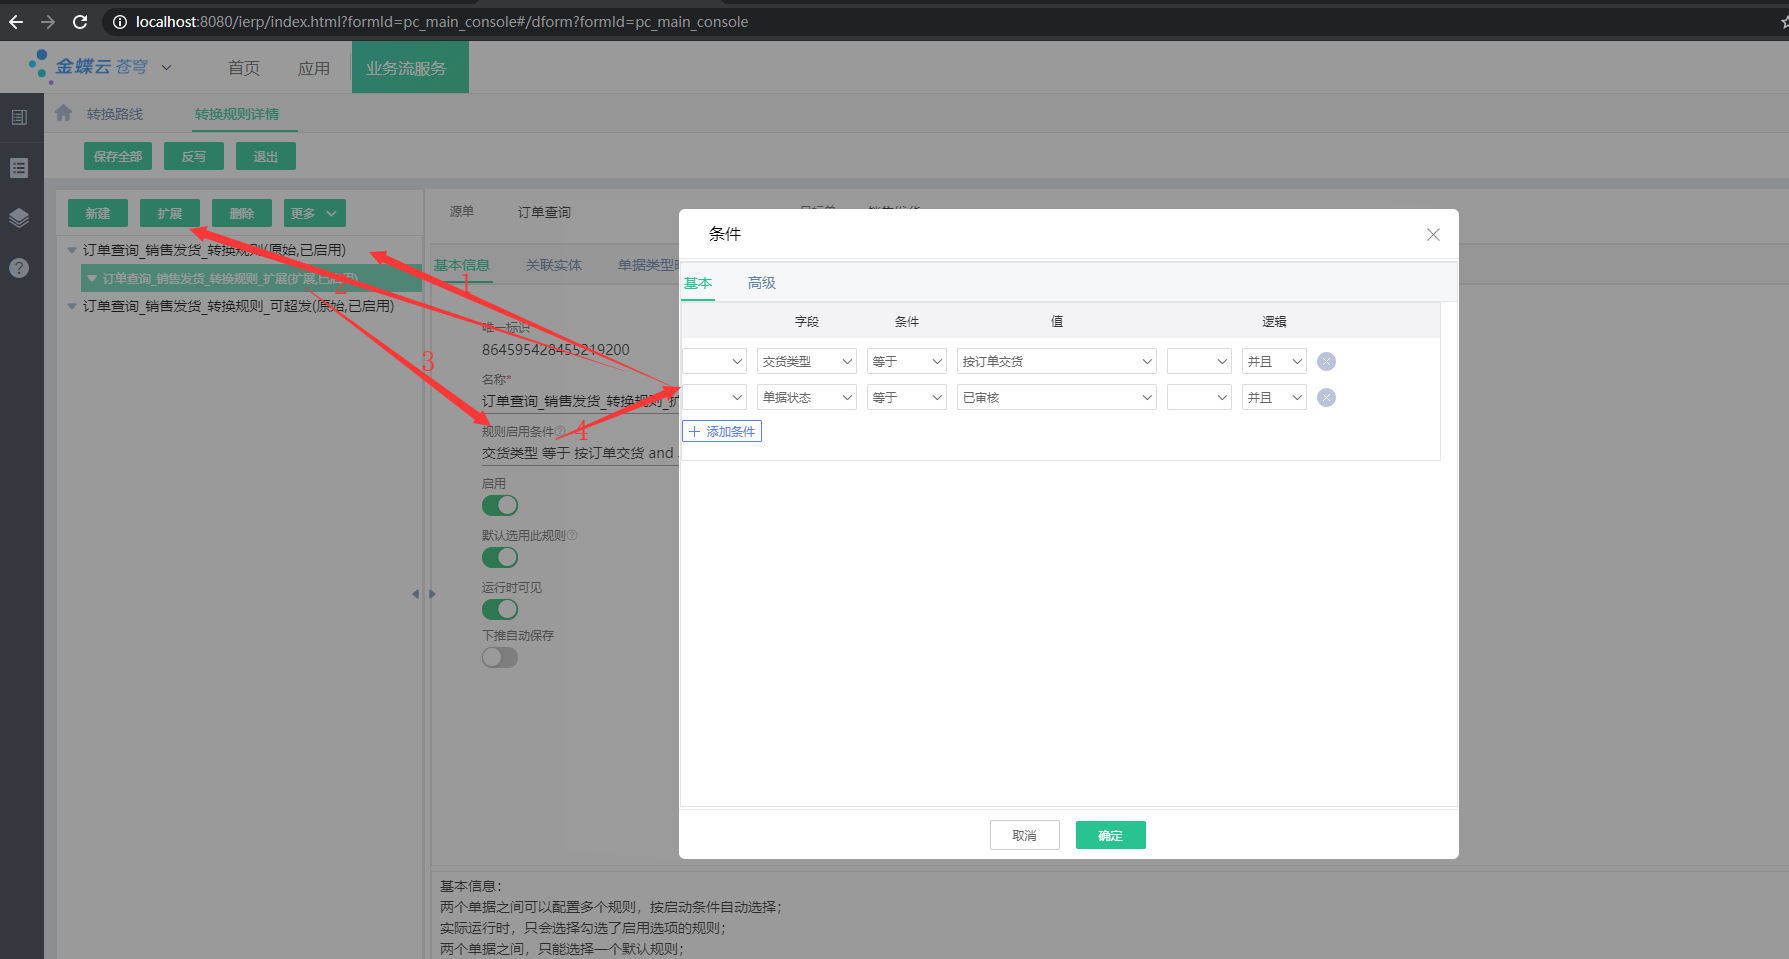 localhost:8080/ierp/index.html?formId=pc_main_console#/dform?formId=pc_main_console
金蝶云 苍穹
首页
应用
业务流服务
转换路线
转换规则详情
保存全部
反写
退出
新建
扩展
删除
更多
订单查询_销售发货_转换规则(原始,已启用)
订单查询_销售发货_转换规则_扩展(扩展,已启用)
订单查询_销售发货_转换规则_可超发(原始,已启用)
源单
订单查询
基本信息
关联实体
单据类型
唯一标识
864595428455219200
名称*
订单查询_销售发货_转换规则_扩
规则启用条件
交货类型 等于 按订单交货 and
启用
默认选用此规则
运行时可见
下推自动保存
1
2
3
4
条件
基本
高级
字段
条件
值
逻辑
交货类型
等于
按订单交货
并且
单据状态
等于
已审核
并且
添加条件
取消
确定
基本信息：
两个单据之间可以配置多个规则，按启动条件自动选择；
实际运行时，只会选择勾选了启用选项的规则；
两个单据之间，只能选择一个默认规则；